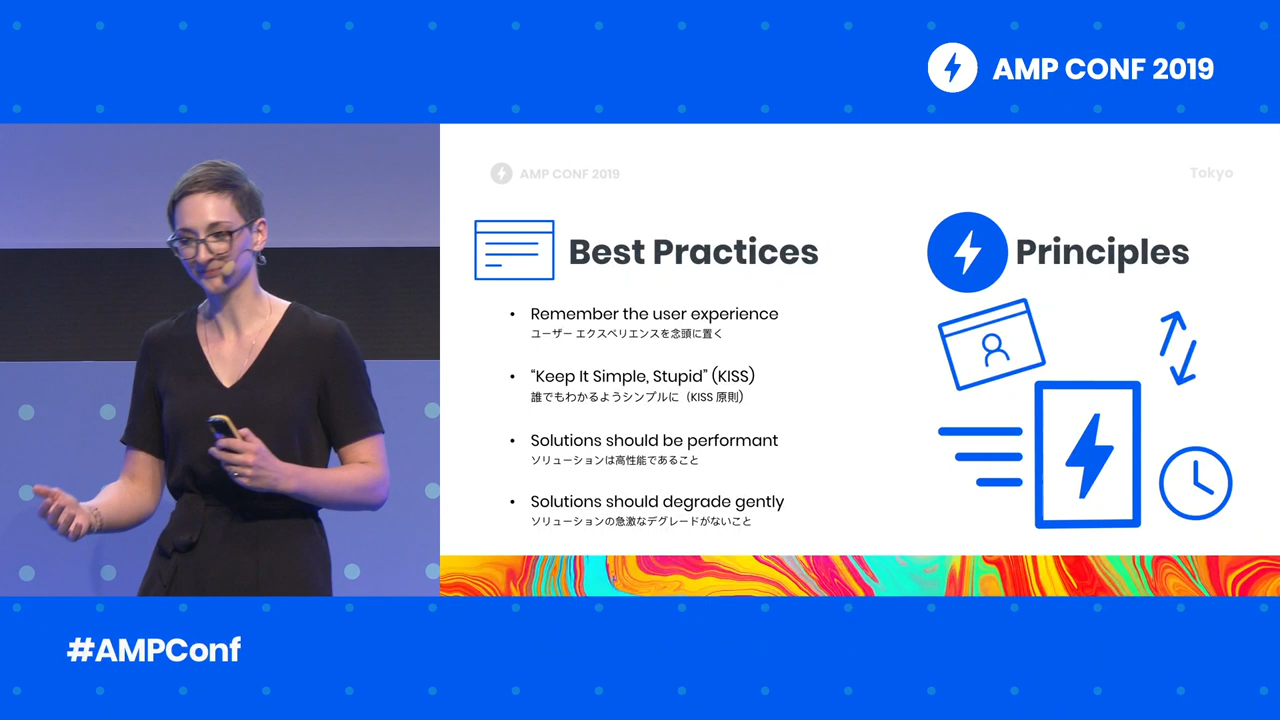 AMP CONF 2019
AMP CONF 2019
Tokyo
Best Practices
Principles
• Remember the user experience
ユーザー エクスペリエンスを念頭に置く
• “Keep It Simple, Stupid” (KISS)
誰でもわかるようシンプルに（KISS 原則）
• Solutions should be performant
ソリューションは高性能であること
• Solutions should degrade gently
ソリューションの急激なデグレードがないこと
#AMPConf